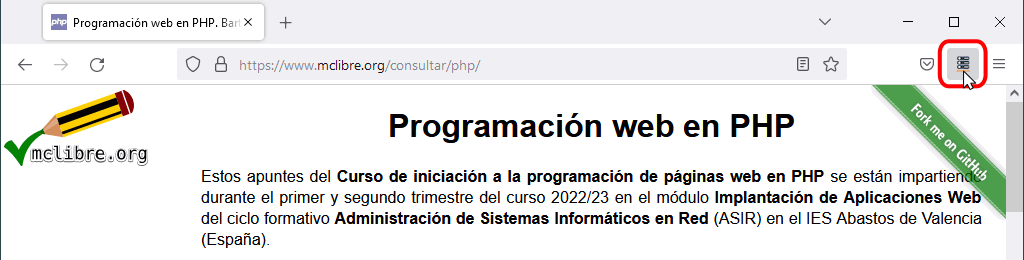 php Programación web en PHP. Bart
https://www.mclibre.org/consultar/php/
mclibre.org
Fork me on GitHub
Programación web en PHP
Estos apuntes del Curso de iniciación a la programación de páginas web en PHP se están impartiendo
durante el primer y segundo trimestre del curso 2022/23 en el módulo Implantación de Aplicaciones Web
del ciclo formativo Administración de Sistemas Informáticos en Red (ASIR) en el IES Abastos de Valencia
(España).